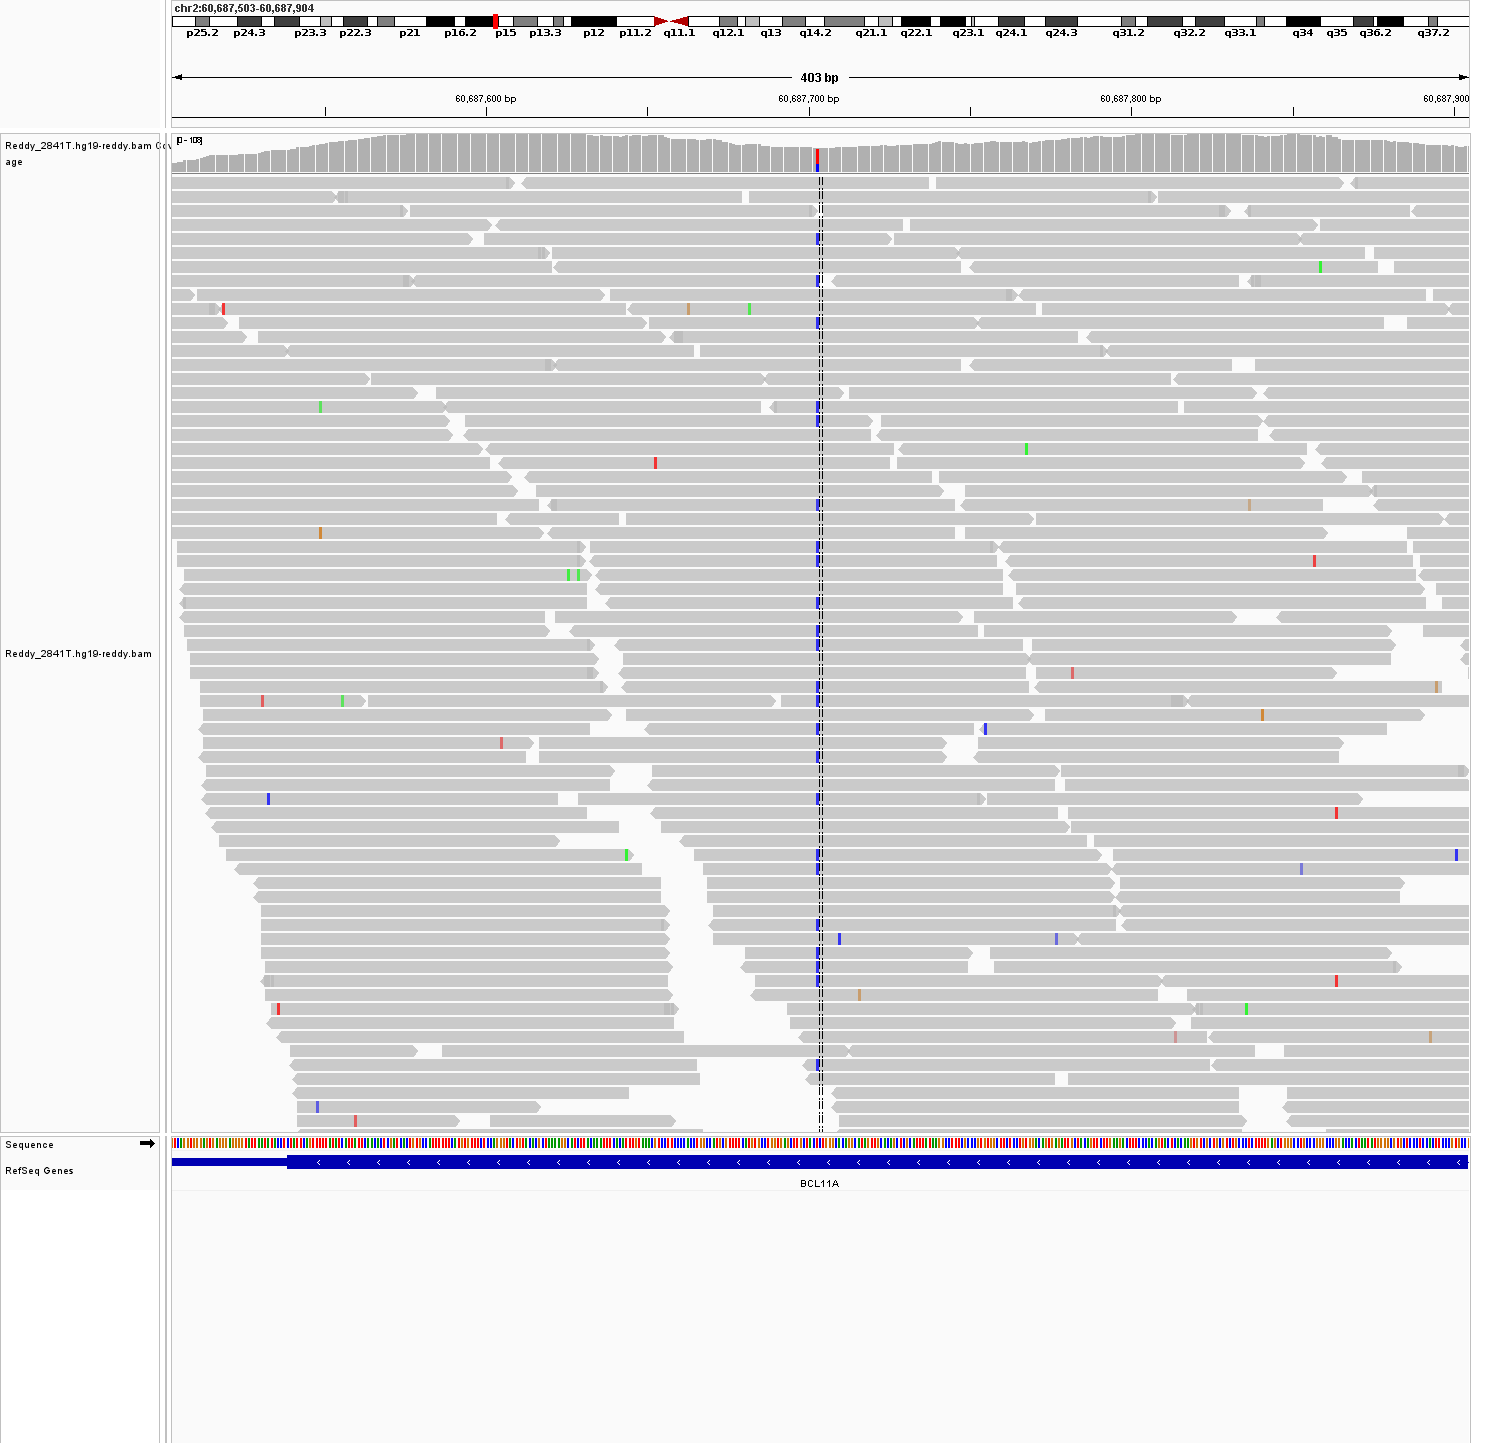 chr2:60,687,503-60,687,904
p25.2 p24.3 p23.3 p22.3 p21 p16.2 p15 p13.3 p12 p11.2 q11.1 q12.1 q13 q14.2 q21.1 q22.1 q23.1 q24.1 q24.3 q31.2 q32.2 q33.1 q34 q35 q36.2 q37.2
403 bp
60,687,600 bp 60,687,700 bp 60,687,800 bp 60,687,900
[0 - 108]
Reddy_2841T.hg19-reddy.bam Cov
age
Reddy_2841T.hg19-reddy.bam
Sequence
RefSeq Genes
BCL11A